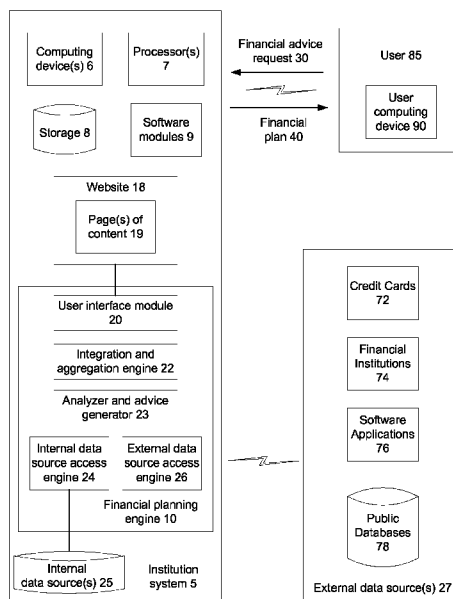 Computing
device(s) 6
Processor(s)
7
Financial advice
request 30
User 85
User
computing
device 90
Storage 8
Software
modules 9
Financial
plan 40
Website 18
Page(s) of
content 19
User interface module
20
Integration and
aggregation engine 22
Analyzer and advice
generator 23
Internal data
source access
engine 24
External data
source access
engine 26
Financial planning
engine 10
Internal
data source(s) 25
Institution
system 5
Credit Cards
72
Financial
Institutions
74
Software
Applications
76
Public
Databases
78
External data source(s) 27